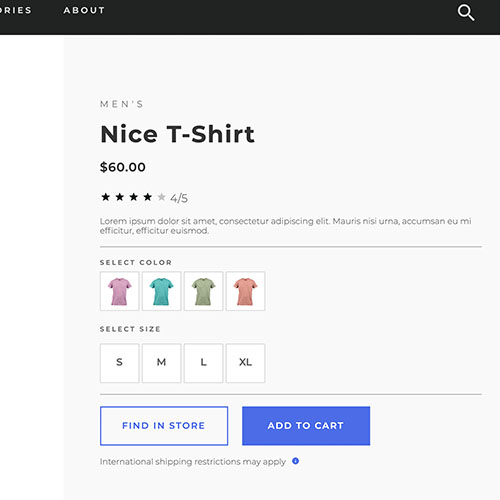 ORIES ABOUT
MEN'S
Nice T-Shirt
$60.00
4/5
Lorem ipsum dolor sit amet, consectetur adipiscing elit. Mauris nisi urna, accumsan eu mi
efficitur, efficitur euismod.
SELECT COLOR
SELECT SIZE
S M L XL
FIND IN STORE ADD TO CART
International shipping restrictions may apply